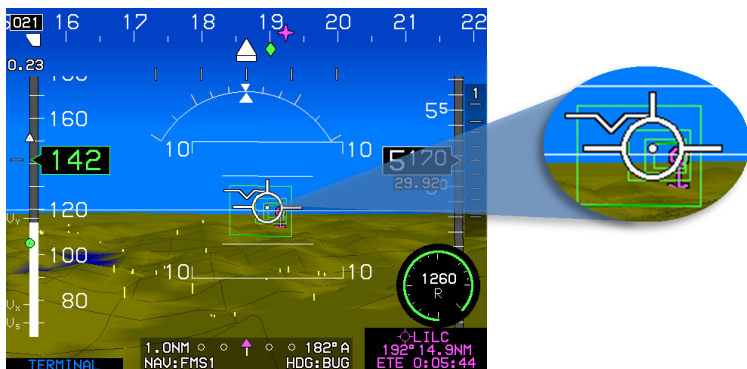 021 16 17 18 19 20 21 22
0.23
160
142
120
100
80
VY
VX
VS
10 10
10 10
5170
29.92
1
1260
R
1.0NM 182°A
NAV:FMS1 HDG:BUG
TERMINAL
LILC
192° 14.9NM
ETE 0:05:44